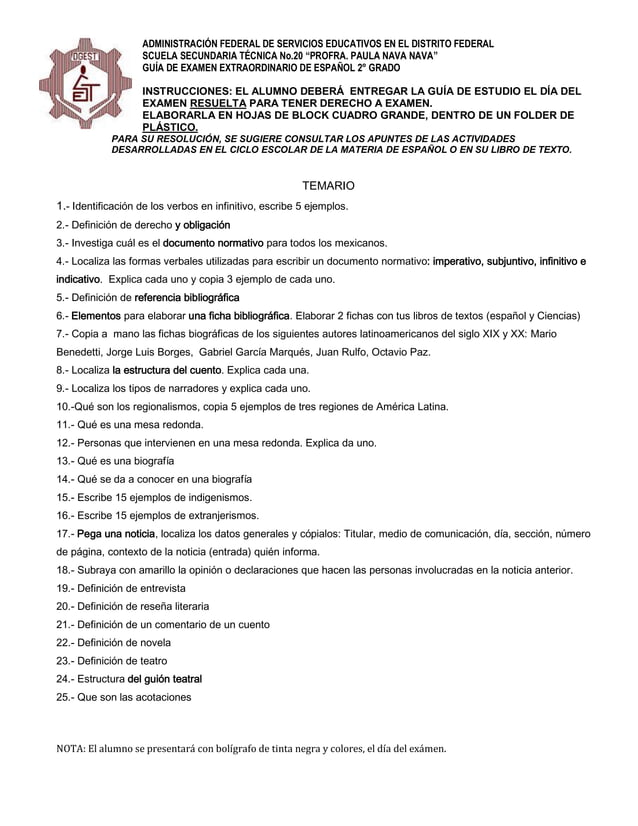 DGEST
ADMINISTRACIÓN FEDERAL DE SERVICIOS EDUCATIVOS EN EL DISTRITO FEDERAL
SCUELA SECUNDARIA TÉCNICA No.20 “PROFRA. PAULA NAVA NAVA”
GUÍA DE EXAMEN EXTRAORDINARIO DE ESPAÑOL 2° GRADO
INSTRUCCIONES: EL ALUMNO DEBERÁ ENTREGAR LA GUÍA DE ESTUDIO EL DÍA DEL
EXAMEN RESUELTA PARA TENER DERECHO A EXAMEN.
ELABORARLA EN HOJAS DE BLOCK CUADRO GRANDE, DENTRO DE UN FOLDER DE
PLÁSTICO.
PARA SU RESOLUCIÓN, SE SUGIERE CONSULTAR LOS APUNTES DE LAS ACTIVIDADES
DESARROLLADAS EN EL CICLO ESCOLAR DE LA MATERIA DE ESPAÑOL O EN SU LIBRO DE TEXTO.
TEMARIO
1.- Identificación de los verbos en infinitivo, escribe 5 ejemplos.
2.- Definición de derecho y obligación
3.- Investiga cuál es el documento normativo para todos los mexicanos.
4.- Localiza las formas verbales utilizadas para escribir un documento normativo: imperativo, subjuntivo, infinitivo e
indicativo. Explica cada uno y copia 3 ejemplo de cada uno.
5.- Definición de referencia bibliográfica
6.- Elementos para elaborar una ficha bibliográfica. Elaborar 2 fichas con tus libros de textos (español y Ciencias)
7.- Copia a mano las fichas biográficas de los siguientes autores latinoamericanos del siglo XIX y XX: Mario
Benedetti, Jorge Luis Borges, Gabriel García Marqués, Juan Rulfo, Octavio Paz.
8.- Localiza la estructura del cuento. Explica cada una.
9.- Localiza los tipos de narradores y explica cada uno.
10.-Qué son los regionalismos, copia 5 ejemplos de tres regiones de América Latina.
11.- Qué es una mesa redonda.
12.- Personas que intervienen en una mesa redonda. Explica da uno.
13.- Qué es una biografía
14.- Qué se da a conocer en una biografía
15.- Escribe 15 ejemplos de indigenismos.
16.- Escribe 15 ejemplos de extranjerismos.
17.- Pega una noticia, localiza los datos generales y cópialos: Titular, medio de comunicación, día, sección, número
de página, contexto de la noticia (entrada) quién informa.
18.- Subraya con amarillo la opinión o declaraciones que hacen las personas involucradas en la noticia anterior.
19.- Definición de entrevista
20.- Definición de reseña literaria
21.- Definición de un comentario de un cuento
22.- Definición de novela
23.- Definición de teatro
24.- Estructura del guión teatral
25.- Que son las acotaciones
NOTA: El alumno se presentará con bolígrafo de tinta negra y colores, el día del exámen.